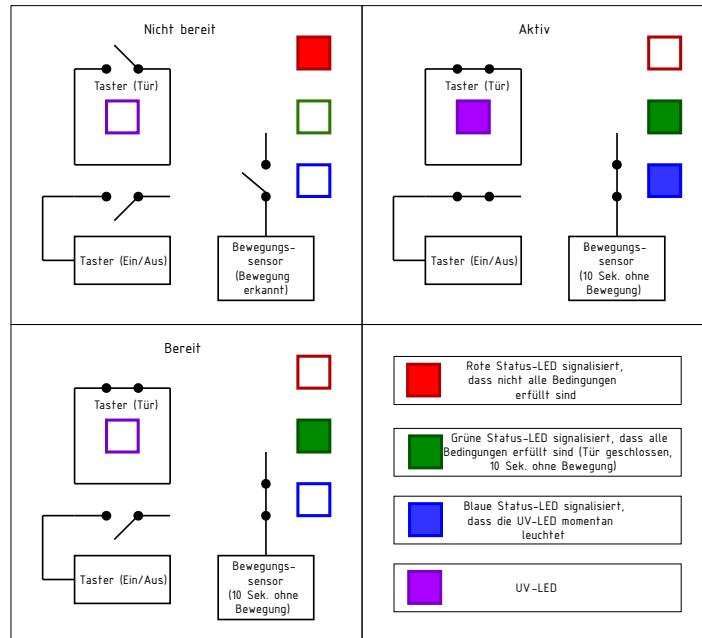 Nicht bereit
Taster (Tür)
Taster (Ein/Aus)
Bewegungs-
sensor
(Bewegung
erkannt)
Aktiv
Taster (Tür)
Taster (Ein/Aus)
Bewegungs-
sensor
(10 Sek. ohne
Bewegung)
Bereit
Taster (Tür)
Taster (Ein/Aus)
Bewegungs-
sensor
(10 Sek. ohne
Bewegung)
Rote Status-LED signalisiert,
dass nicht alle Bedingungen
erfüllt sind
Grüne Status-LED signalisiert, dass alle
Bedingungen erfüllt sind (Tür geschlossen,
10 Sek. ohne Bewegung)
Blaue Status-LED signalisiert,
dass die UV-LED momentan
leuchtet
UV-LED